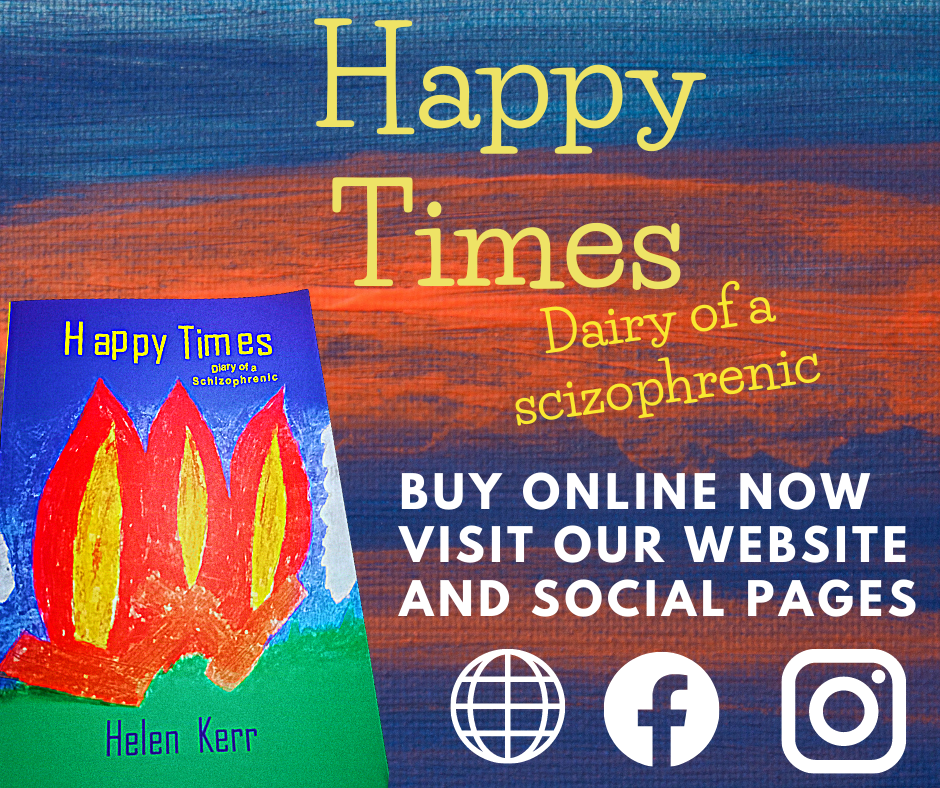 Happy
Times
Dairy of a
scizophrenic
Happy Times
Diary of a
Schizophrenic
BUY ONLINE NOW
VISIT OUR WEBSITE
AND SOCIAL PAGES
Helen Kerr